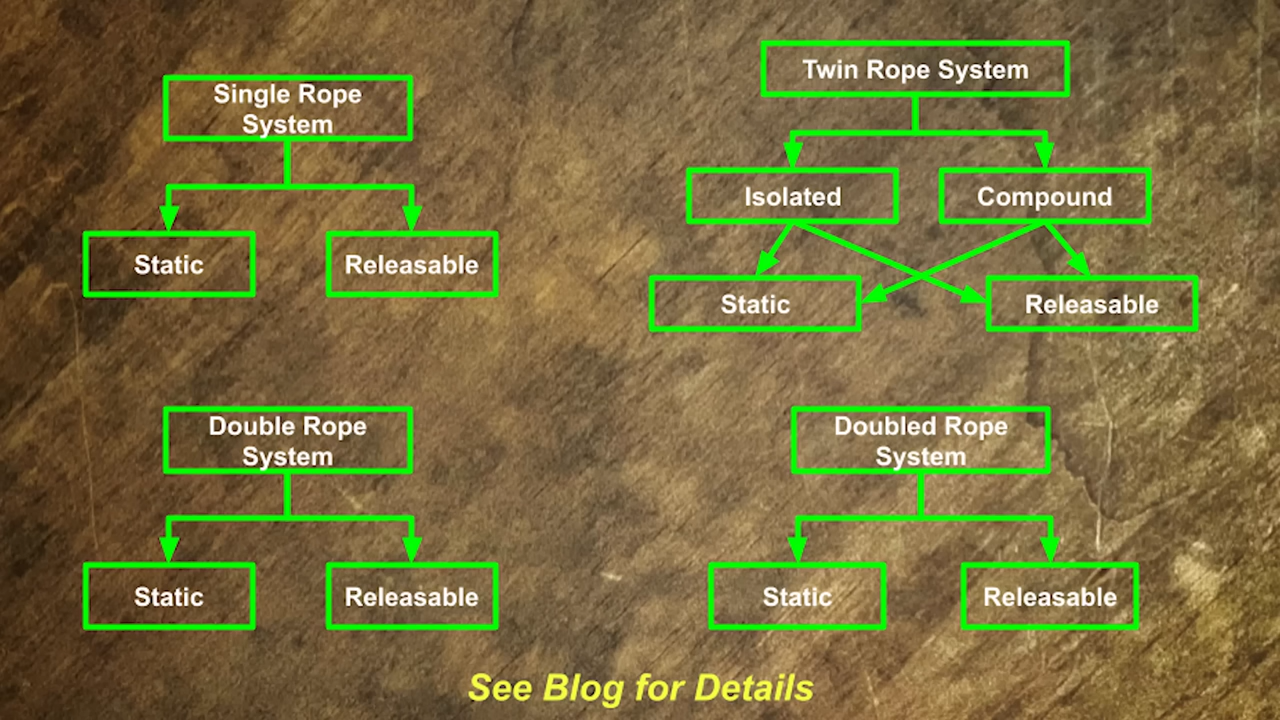 Single Rope
System
Static
Releasable
Twin Rope System
Isolated
Compound
Static
Releasable
Double Rope
System
Static
Releasable
Doubled Rope
System
Static
Releasable
See Blog for Details